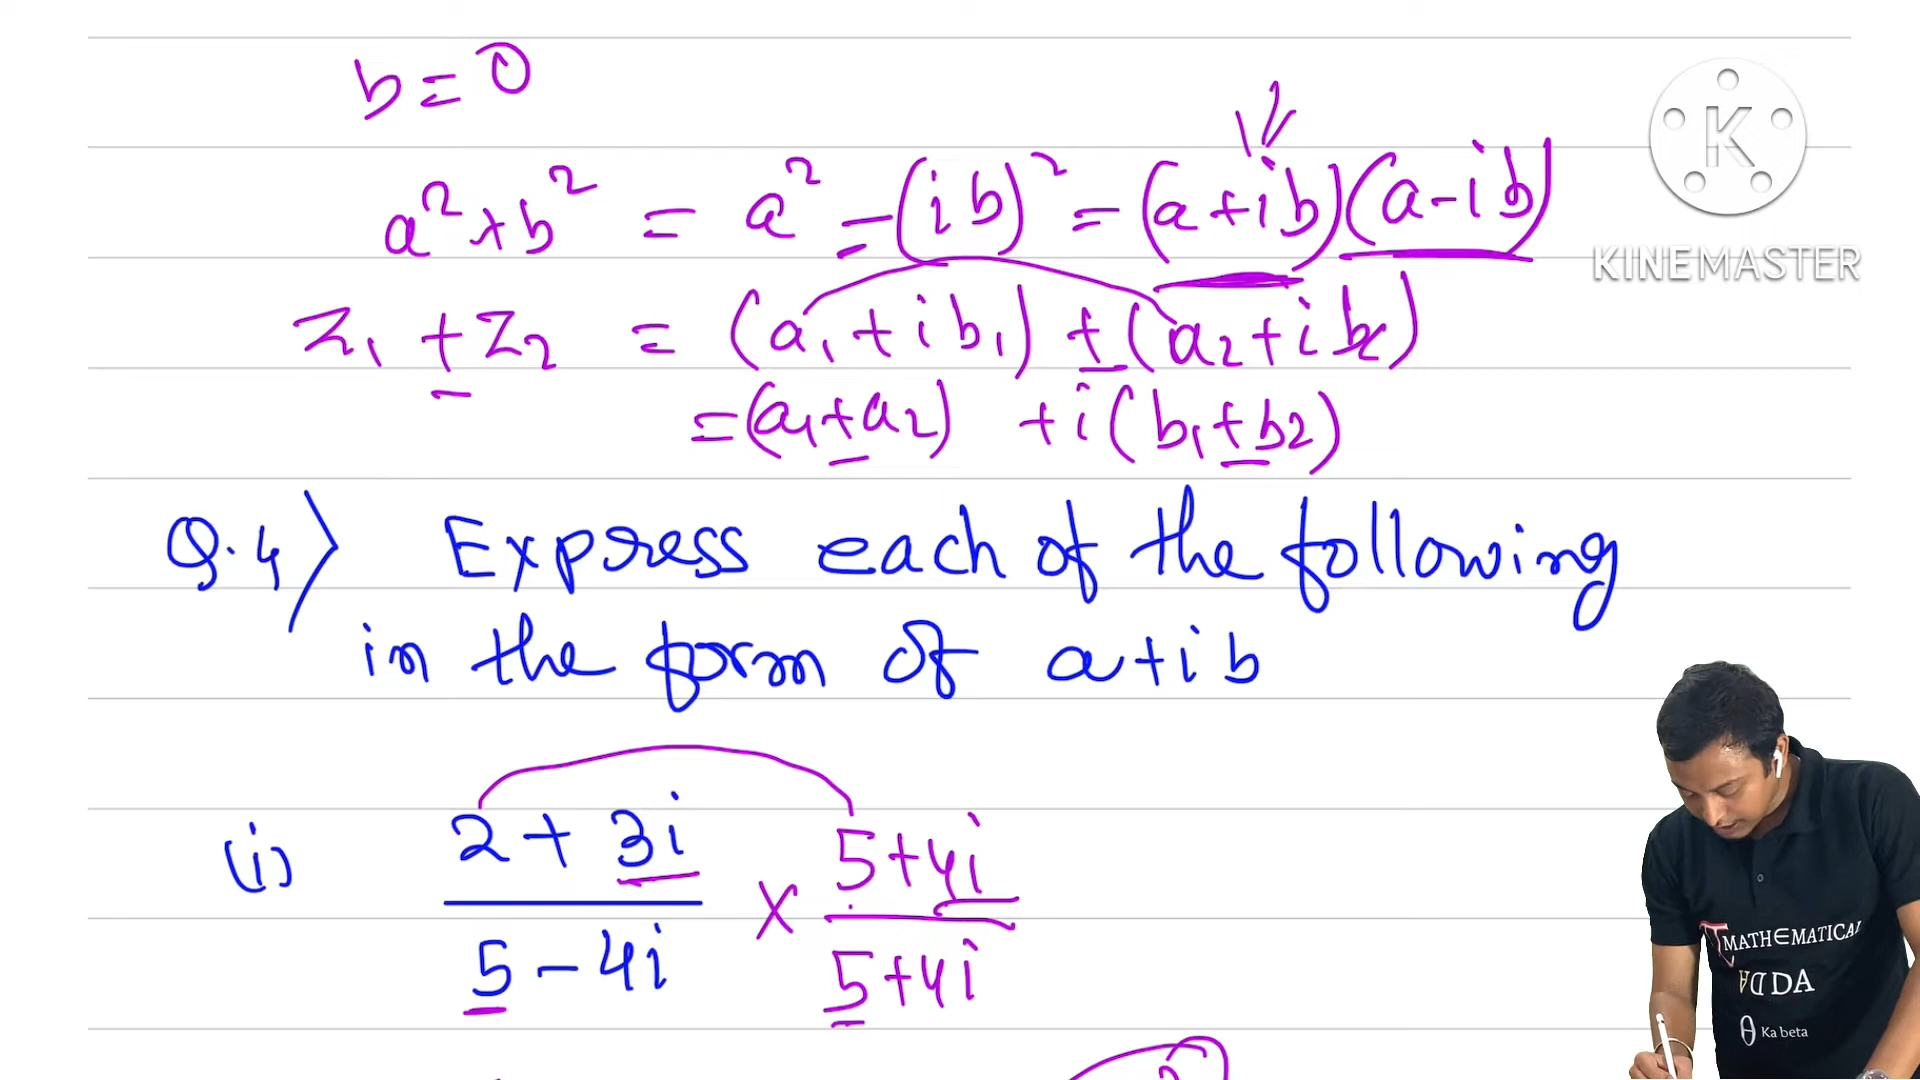 b = 0
a² + b² = a² - (ib)² = (a + ib)(a - ib)
z₁ + z₂ = (a₁ + ib₁) + (a₂ + ib₂)
= (a₁ + a₂) + i(b₁ + b₂)
Q.4) Express each of the following
in the form of a + ib
(i) 2 + 3i / 5 - 4i × 5 + 4i / 5 + 4i
K
KINEMASTER
MATHEMATICAL
ADDA
θ Ka beta